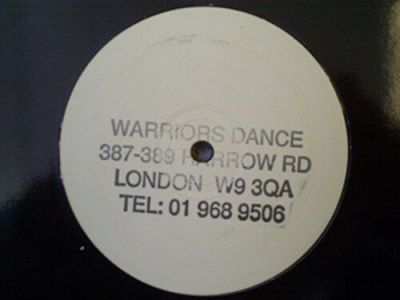 WARRIORS DANCE
387-389 HARROW RD
LONDON W9 3QA
TEL: 01 968 9506